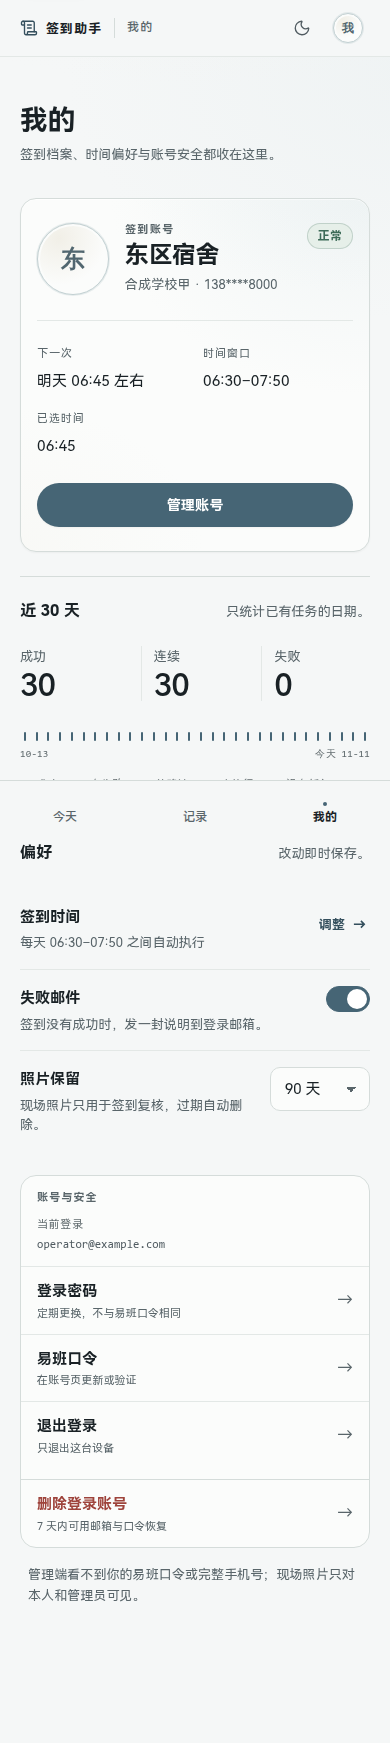 签到助手
我的
我
我的
签到档案、时间偏好与账号安全都收在这里。
东
签到账号
东区宿舍
合成学校甲 · 138****8000
正常
下一次
时间窗口
明天 06:45 左右
06:30–07:50
已选时间
06:45
管理账号
近 30 天
只统计已有任务的日期。
成功
连续
失败
30
30
0
10-13
今天 11-11
今天
记录
我的
偏好
改动即时保存。
签到时间
每天 06:30–07:50 之间自动执行
调整 →
失败邮件
签到没有成功时，发一封说明到登录邮箱。
照片保留
现场照片只用于签到复核，过期自动删
除。
90 天
账号与安全
当前登录
operator@example.com
登录密码
定期更换，不与易班口令相同
易班口令
在账号页更新或验证
退出登录
只退出这台设备
删除登录账号
7 天内可用邮箱与口令恢复
管理端看不到你的易班口令或完整手机号；现场照片只对
本人和管理员可见。